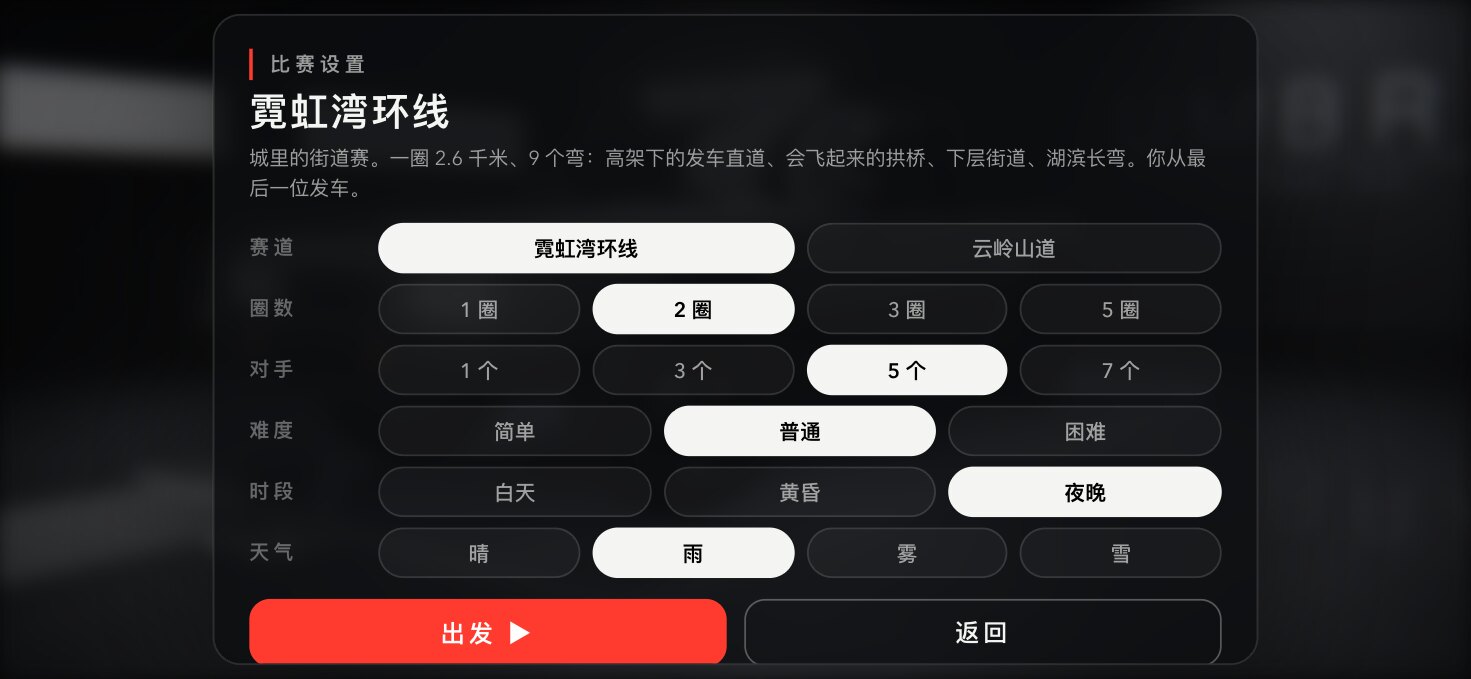 比赛设置
霓虹湾环线
城里的街道赛。一圈 2.6 千米、9 个弯：高架下的发车直道、会飞起来的拱桥、下层街道、湖滨长弯。你从最
后一位发车。
赛道 霓虹湾环线 云岭山道
圈数 1 圈 2 圈 3 圈 5 圈
对手 1 个 3 个 5 个 7 个
难度 简单 普通 困难
时段 白天 黄昏 夜晚
天气 晴 雨 雾 雪
出发 ▶ 返回